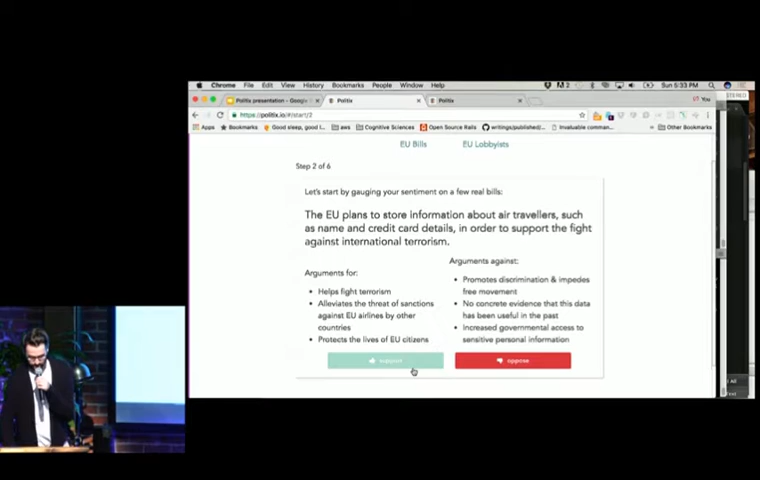 Chrome File Edit View History Bookmarks People Window Help
Sun 5:33 PM
Politix presentation - Google
Politix
Politix
You
https://politix.io/#/start/2
Apps
Bookmarks
Good sleep, good l...
aws
Cognitive Sciences
Open Source Rails
writings/published/...
Invaluable comman...
Other Bookmarks
EU Bills
EU Lobbyists
Step 2 of 6
Let's start by gauging your sentiment on a few real bills:
The EU plans to store information about air travellers, such
as name and credit card details, in order to support the fight
against international terrorism.
Arguments for:
• Helps fight terrorism
• Alleviates the threat of sanctions
against EU airlines by other
countries
• Protects the lives of EU citizens
support
Arguments against:
• Promotes discrimination & impedes
free movement
• No concrete evidence that this data
has been useful in the past
• Increased governmental access to
sensitive personal information
oppose